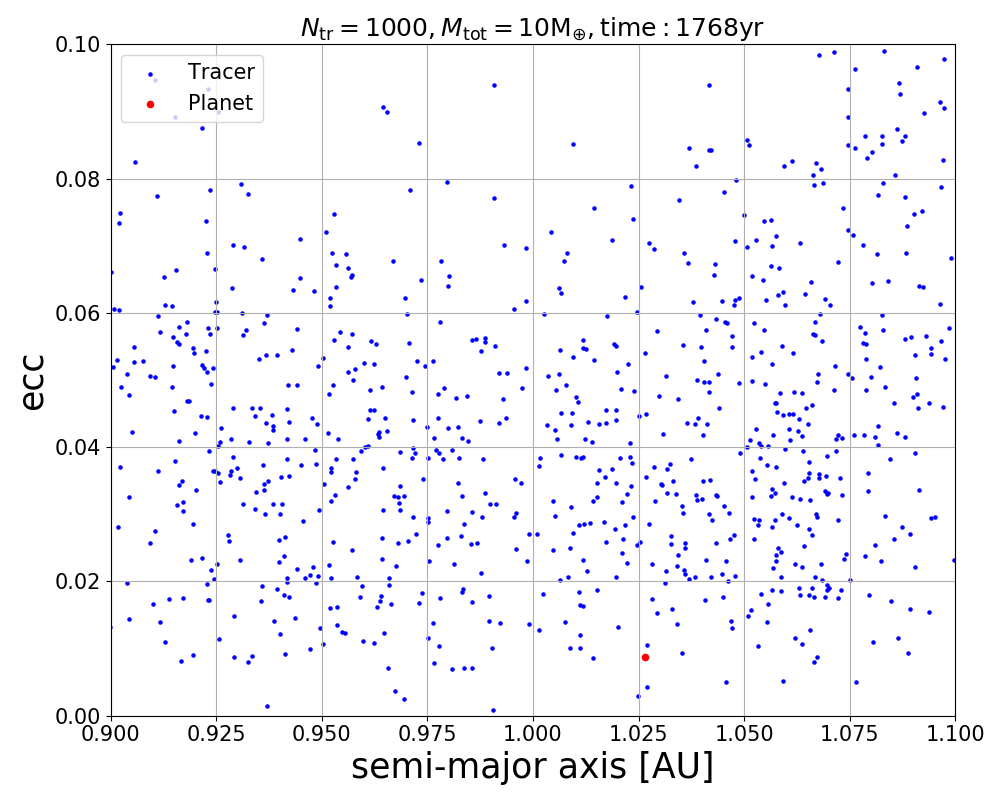 N_tr = 1000, M_tot = 10M_⊕, time : 1768yr
Tracer
Planet
ecc
0.10
0.08
0.06
0.04
0.02
0.00
0.900 0.925 0.950 0.975 1.000 1.025 1.050 1.075 1.100
semi-major axis [AU]